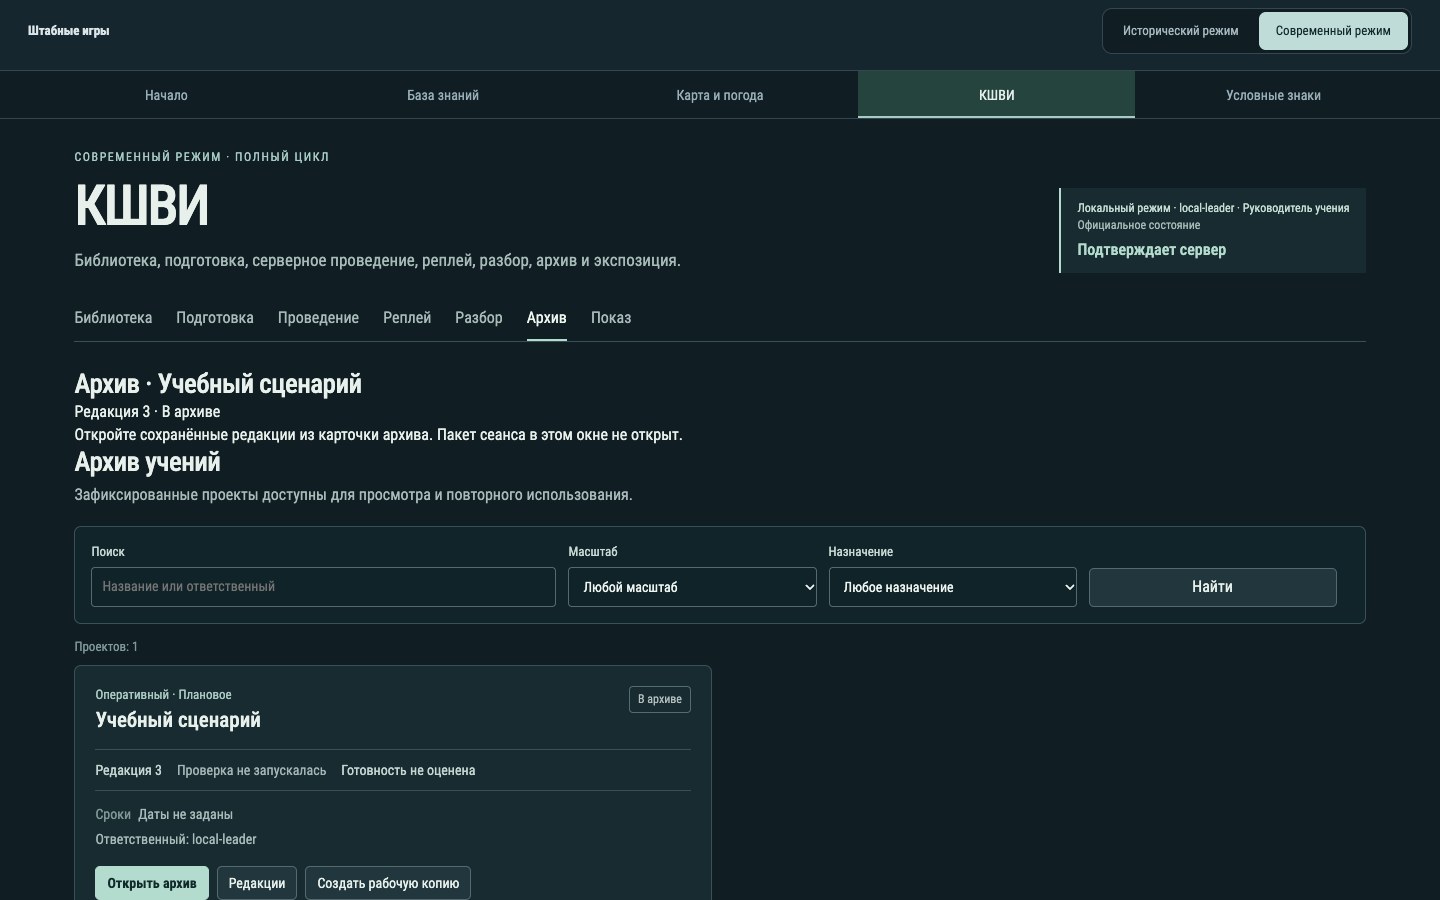 Штабные игры
Исторический режим
Современный режим
Начало
База знаний
Карта и погода
КШВИ
Условные знаки
СОВРЕМЕННЫЙ РЕЖИМ · ПОЛНЫЙ ЦИКЛ
КШВИ
Библиотека, подготовка, серверное проведение, реплей, разбор, архив и экспозиция.
Локальный режим · local-leader · Руководитель учения
Официальное состояние
Подтверждает сервер
Библиотека
Подготовка
Проведение
Реплей
Разбор
Архив
Показ
Архив · Учебный сценарий
Редакция 3 · В архиве
Откройте сохранённые редакции из карточки архива. Пакет сеанса в этом окне не открыт.
Архив учений
Зафиксированные проекты доступны для просмотра и повторного использования.
Поиск
Масштаб
Назначение
Название или ответственный
Любой масштаб
Любое назначение
Найти
Проектов: 1
Оперативный · Плановое
В архиве
Учебный сценарий
Редакция 3
Проверка не запускалась
Готовность не оценена
Сроки Даты не заданы
Ответственный: local-leader
Открыть архив
Редакции
Создать рабочую копию